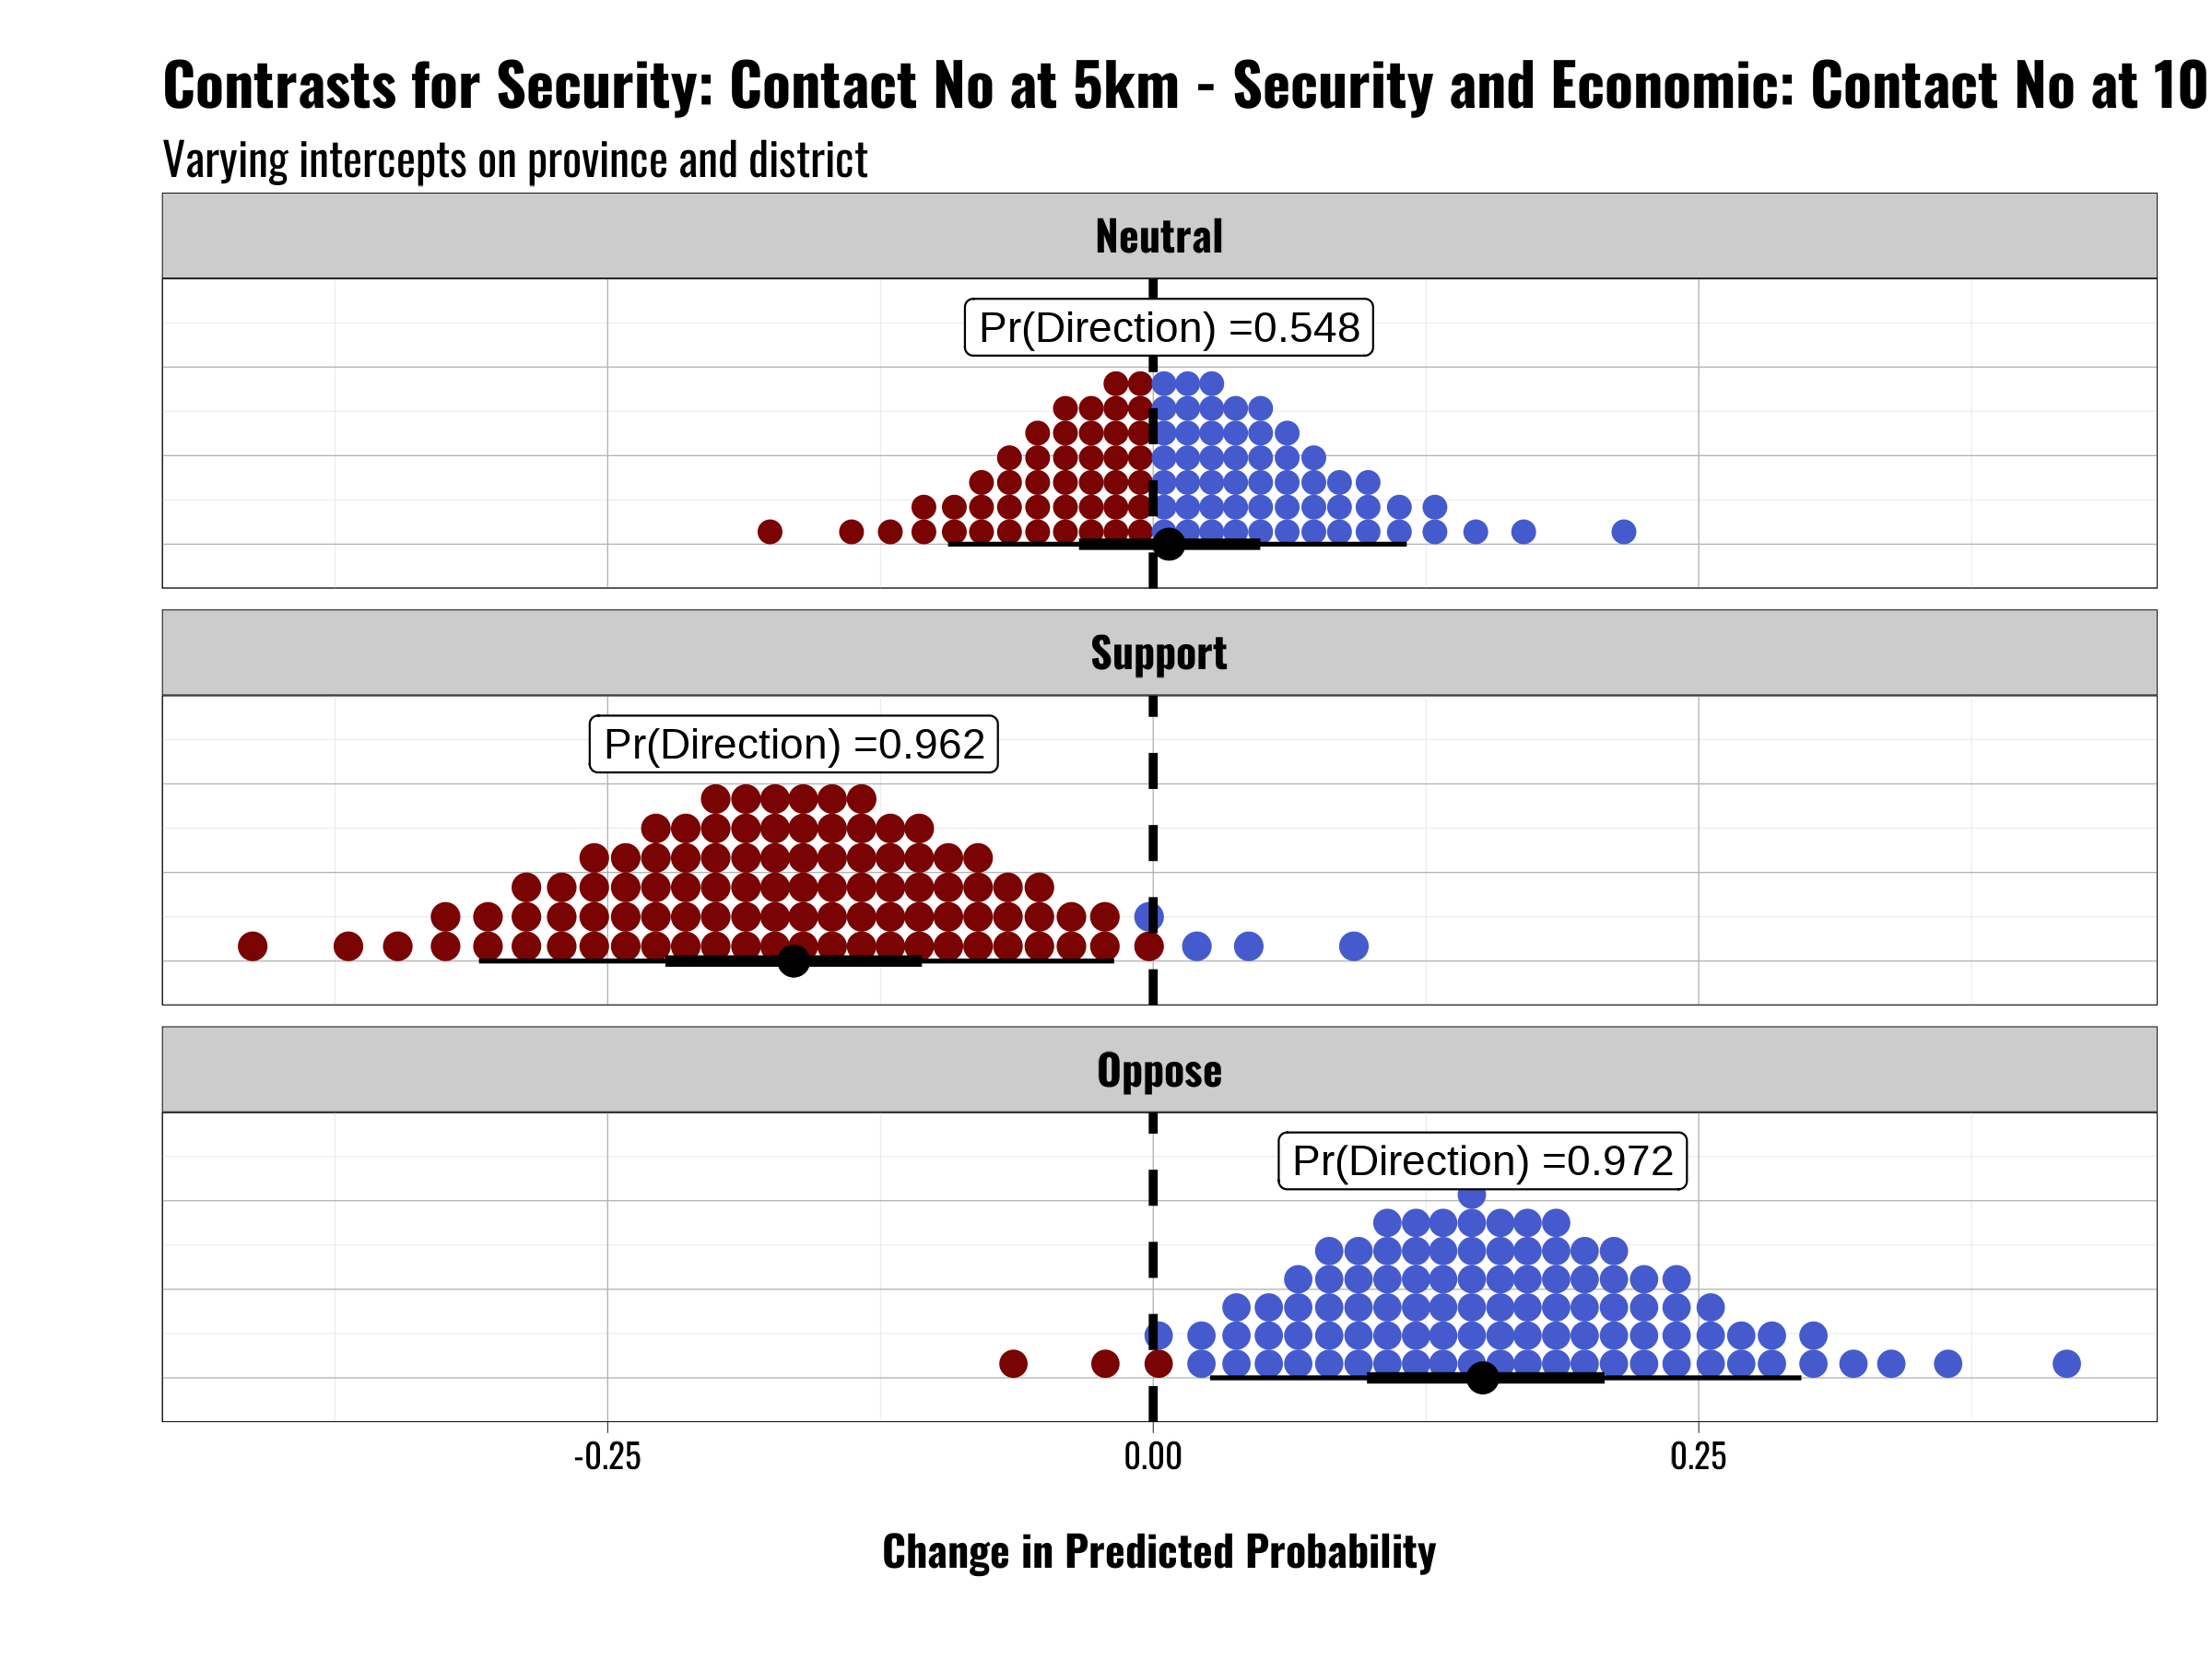 Contrasts for Security: Contact No at 5km - Security and Economic: Contact No at 10
Varying intercepts on province and district
Neutral
Pr(Direction) =0.548
Support
Pr(Direction) =0.962
Oppose
Pr(Direction) =0.972
-0.25 0.00 0.25
Change in Predicted Probability